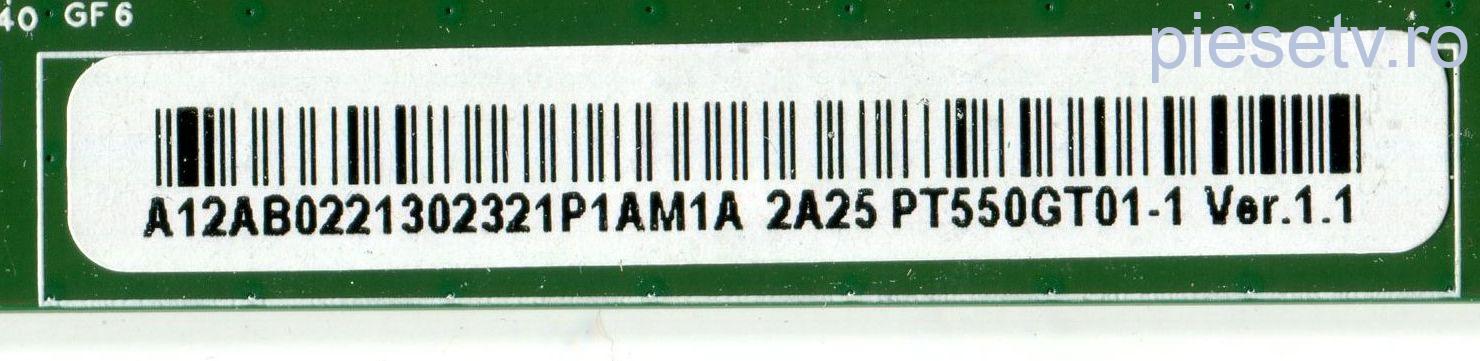 40 GF6
piesetv.ro
A12AB0221302321P1AM1A 2A25 PT550GT01-1 Ver.1.1